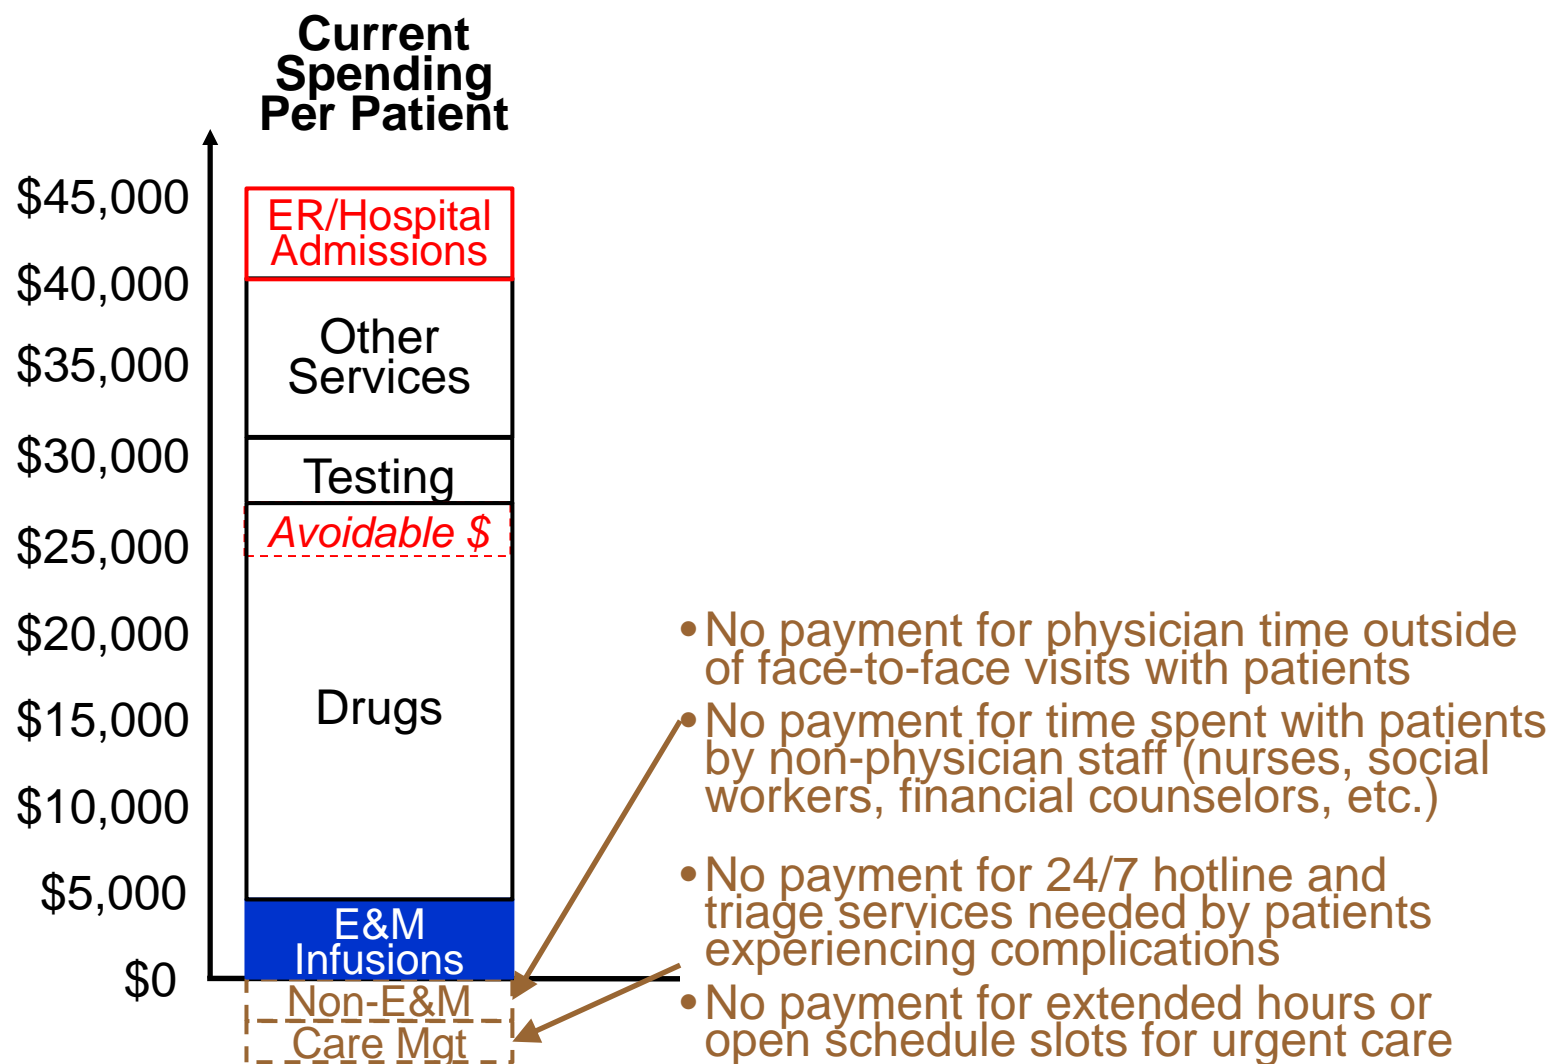 Current
Spending
Per Patient
$45,000
$40,000
$35,000
$30,000
$25,000
$20,000
$15,000
$10,000
$5,000
$0
ER/Hospital
Admissions
Other
Services
Testing
Avoidable $
Drugs
E&M
Infusions
Non-E&M
Care Mgt
•No payment for physician time outside
of face-to-face visits with patients
•No payment for time spent with patients
by non-physician staff (nurses, social
workers, financial counselors, etc.)
•No payment for 24/7 hotline and
triage services needed by patients
experiencing complications
•No payment for extended hours or
open schedule slots for urgent care